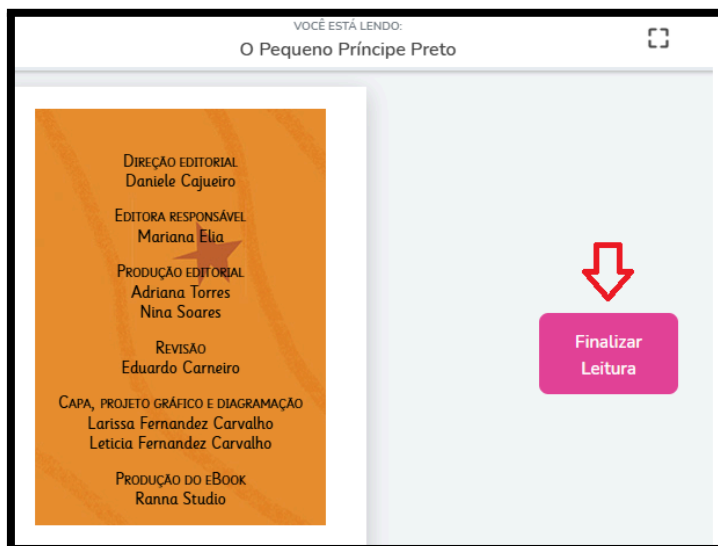 VOCÊ ESTÁ LENDO:
O Pequeno Príncipe Preto
Direção editorial
Daniele Cajueiro
Editora responsável
Mariana Elia
Produção editorial
Adriana Torres
Nina Soares
Revisão
Eduardo Carneiro
Capa, projeto gráfico e diagramação
Larissa Fernandez Carvalho
Leticia Fernandez Carvalho
Produção do eBook
Ranna Studio
Finalizar
Leitura